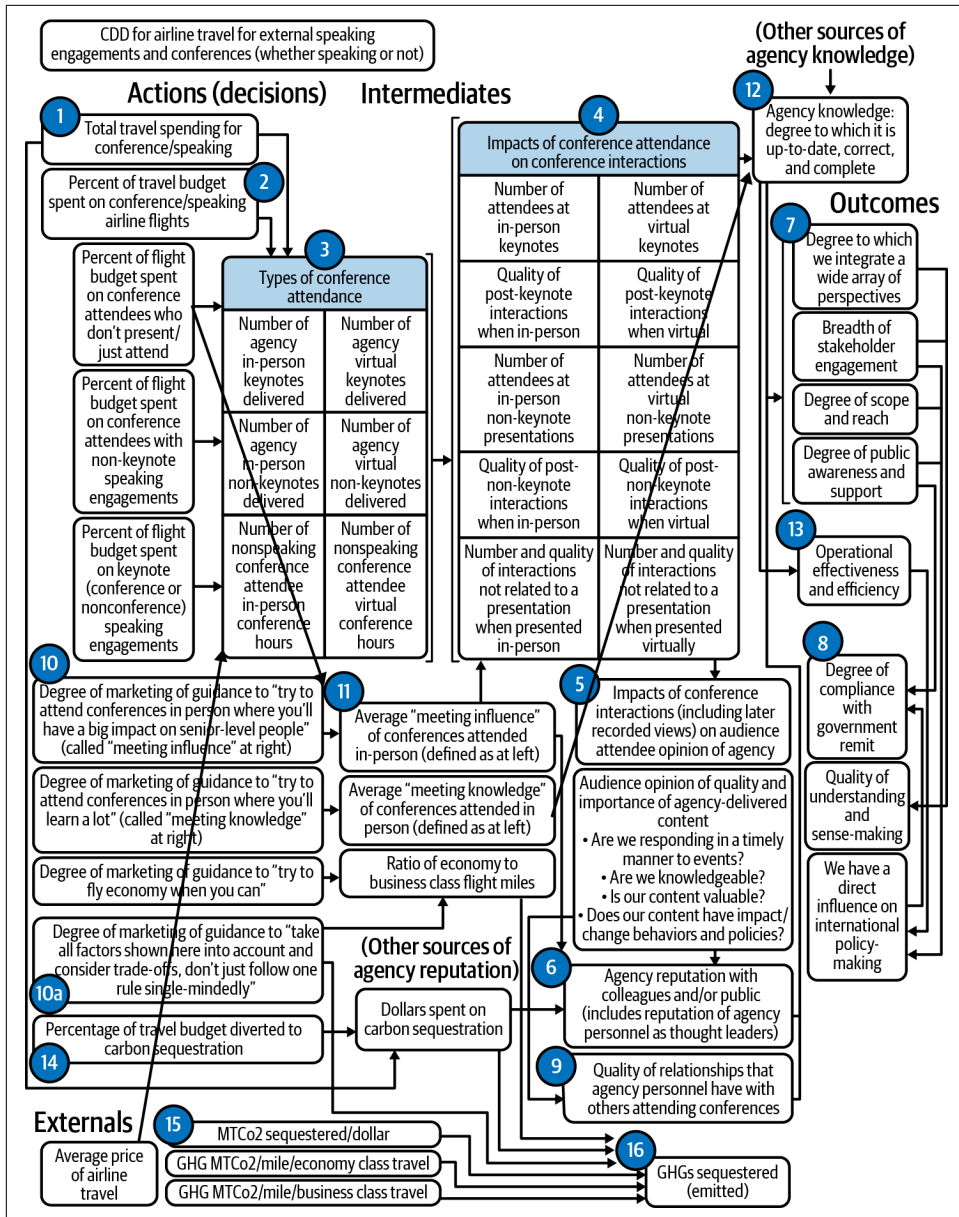 CDD for airline travel for external speaking
engagements and conferences (whether speaking or not)
(Other sources of
agency knowledge)
Actions (decisions)
Intermediates
1
Total travel spending for
conference/speaking
2
Percent of travel budget
spent on conference/speaking
airline flights
Percent of flight
budget spent
on conference
attendees who
don't present/
just attend
Percent of flight
budget spent
on conference
attendees with
non-keynote
speaking
engagements
Percent of flight
budget spent
on keynote
(conference or
nonconference)
speaking
engagements
3
Types of conference
attendance
Number of
agency
in-person
keynotes
delivered
Number of
agency
virtual
keynotes
delivered
Number of
agency
in-person
non-keynotes
delivered
Number of
agency
virtual
non-keynotes
delivered
Number of
nonspeaking
conference
attendee
in-person
conference
hours
Number of
nonspeaking
conference
attendee
virtual
conference
hours
4
Impacts of conference attendance
on conference interactions
Number of
attendees at
in-person
keynotes
Number of
attendees at
virtual
keynotes
Quality of
post-keynote
interactions
when in-person
Quality of
post-keynote
interactions
when virtual
Number of
attendees at
in-person
non-keynote
presentations
Number of
attendees at
virtual
non-keynote
presentations
Quality of post-
non-keynote
interactions
when in-person
Quality of post-
non-keynote
interactions
when virtual
Number and quality
of interactions
not related to a
presentation
when presented
in-person
Number and quality
of interactions
not related to a
presentation
when presented
virtually
12
Agency knowledge:
degree to which it is
up-to-date, correct,
and complete
Outcomes
7
Degree to which
we integrate a
wide array of
perspectives
Breadth of
stakeholder
engagement
Degree of scope
and reach
Degree of public
awareness and
support
13
Operational
effectiveness
and efficiency
8
Degree of
compliance
with
government
remit
Quality of
understanding
and
sense-making
We have a
direct
influence on
international
policy-
making
10
Degree of marketing of guidance to “try to
attend conferences in person where you'll
have a big impact on senior-level people”
(called “meeting influence” at right)
Degree of marketing of guidance to “try to
attend conferences in person where you'll
learn a lot” (called “meeting knowledge”
at right)
Degree of marketing of guidance to “try to
fly economy when you can”
Degree of marketing of guidance to “take
all factors shown here into account and
consider trade-offs, don't just follow one
rule single-mindedly”
10a
Percentage of travel budget diverted to
carbon sequestration
14
11
Average “meeting influence”
of conferences attended
in-person (defined as at left)
Average “meeting knowledge”
of conferences attended in
person (defined as at left)
Ratio of economy to
business class flight miles
(Other sources of
agency reputation)
Dollars spent on
carbon sequestration
5
Impacts of conference
interactions (including later
recorded views) on audience
attendee opinion of agency
Audience opinion of quality and
importance of agency-delivered
content
• Are we responding in a timely
manner to events?
• Are we knowledgeable?
• Is our content valuable?
• Does our content have impact/
change behaviors and policies?
6
Agency reputation with
colleagues and/or public
(includes reputation of agency
personnel as thought leaders)
9
Quality of relationships that
agency personnel have with
others attending conferences
Externals
Average price
of airline
travel
15
MTCo2 sequestered/dollar
GHG MTCo2/mile/economy class travel
GHG MTCo2/mile/business class travel
16
GHGs sequestered
(emitted)